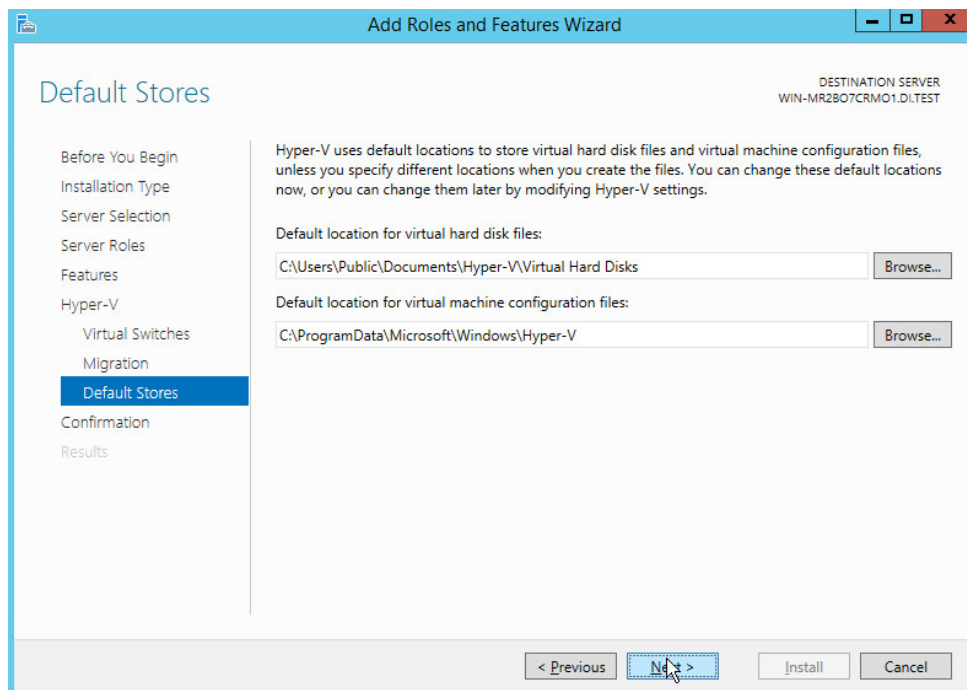 Add Roles and Features Wizard
Default Stores
DESTINATION SERVER
WIN-MR2BO7CRMO1.DI.TEST
Before You Begin
Installation Type
Server Selection
Server Roles
Features
Hyper-V
Virtual Switches
Migration
Default Stores
Confirmation
Results
Hyper-V uses default locations to store virtual hard disk files and virtual machine configuration files,
unless you specify different locations when you create the files. You can change these default locations
now, or you can change them later by modifying Hyper-V settings.
Default location for virtual hard disk files:
C:\Users\Public\Documents\Hyper-V\Virtual Hard Disks
Browse...
Default location for virtual machine configuration files:
C:\ProgramData\Microsoft\Windows\Hyper-V
Browse...
< Previous
Next >
Install
Cancel